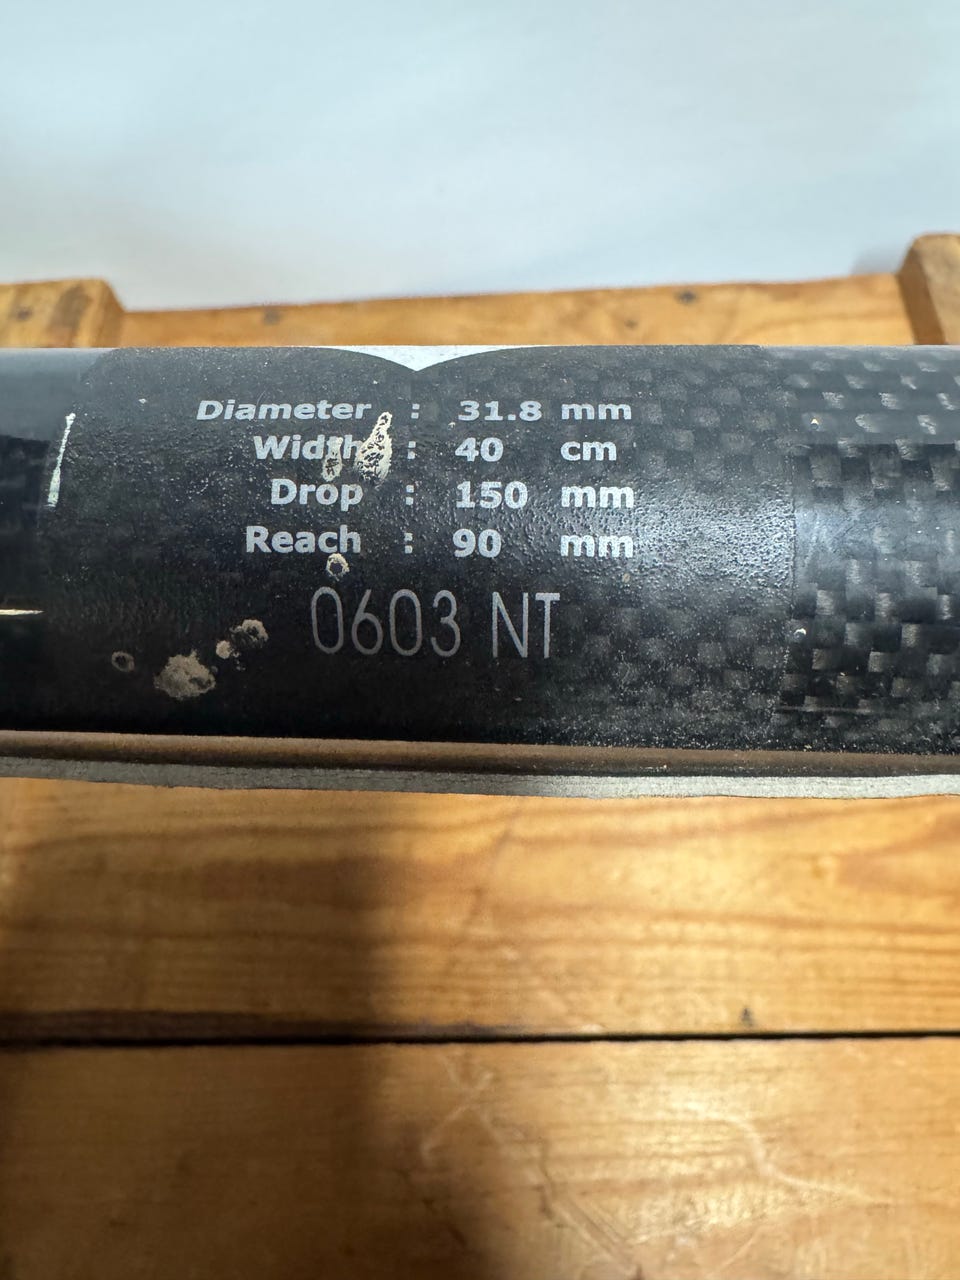 Diameter : 31.8 mm
Width : 40 cm
Drop : 150 mm
Reach : 90 mm
0603 NT